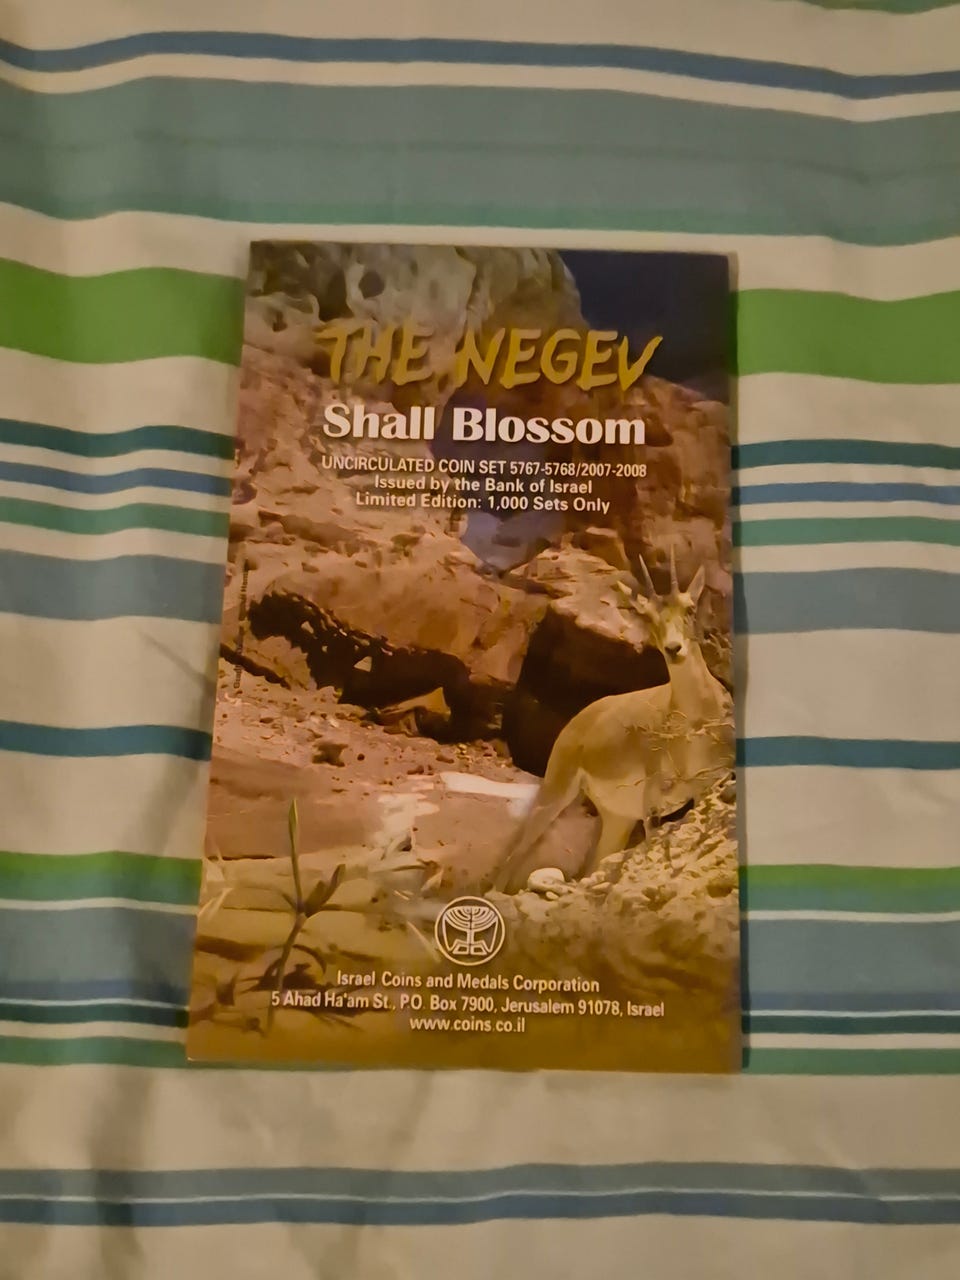 THE NEGEV
Shall Blossom
UNCIRCULATED COIN SET 5767-5768/2007-2008
Issued by the Bank of Israel
Limited Edition: 1,000 Sets Only
Israel Coins and Medals Corporation
5 Ahad Ha'am St., P.O. Box 7900, Jerusalem 91078, Israel
www.coins.co.il